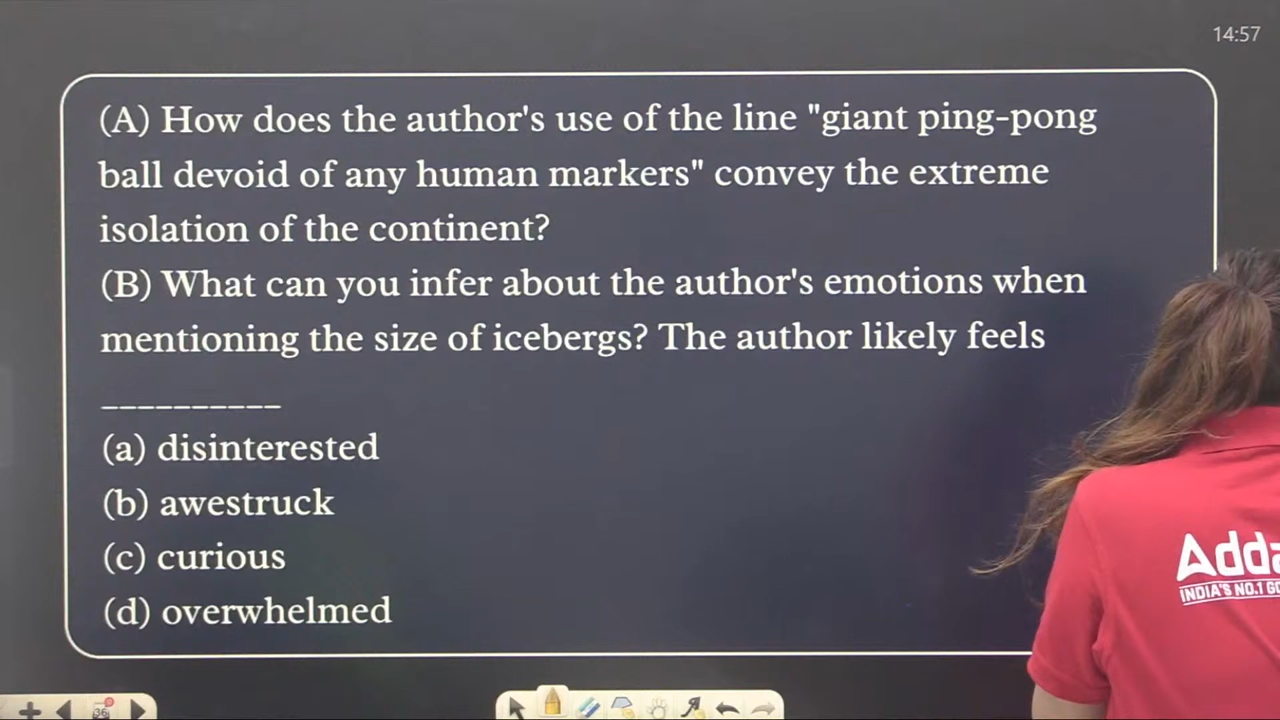 14:57
(A) How does the author's use of the line "giant ping-pong
ball devoid of any human markers" convey the extreme
isolation of the continent?
(B) What can you infer about the author's emotions when
mentioning the size of icebergs? The author likely feels
__________
(a) disinterested
(b) awestruck
(c) curious
(d) overwhelmed
Adda
INDIA'S NO.1 GO
36